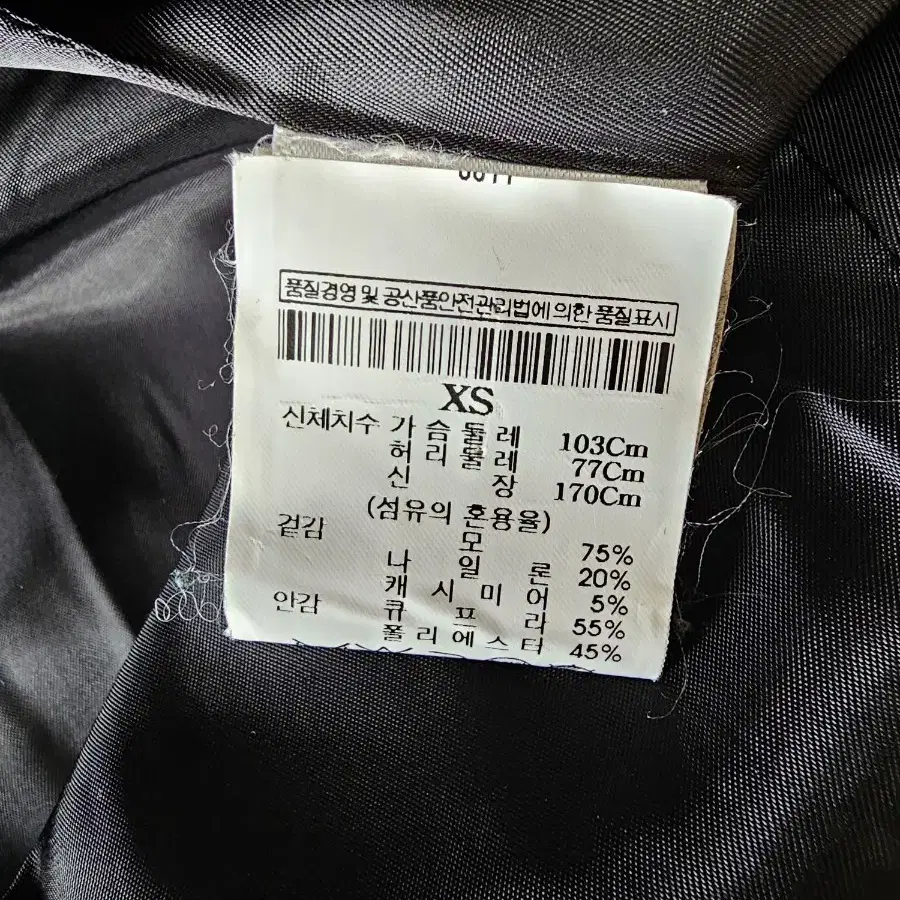 품질경영 및 공산품안전관리법에 의한 품질표시
XS
신체치수 가슴둘레 103Cm
허리둘레 77Cm
신장 170Cm
(섬유의 혼용율)
겉감 모 75%
나일론 20%
캐시미어 5%
안감 큐프라 55%
폴리에스터 45%